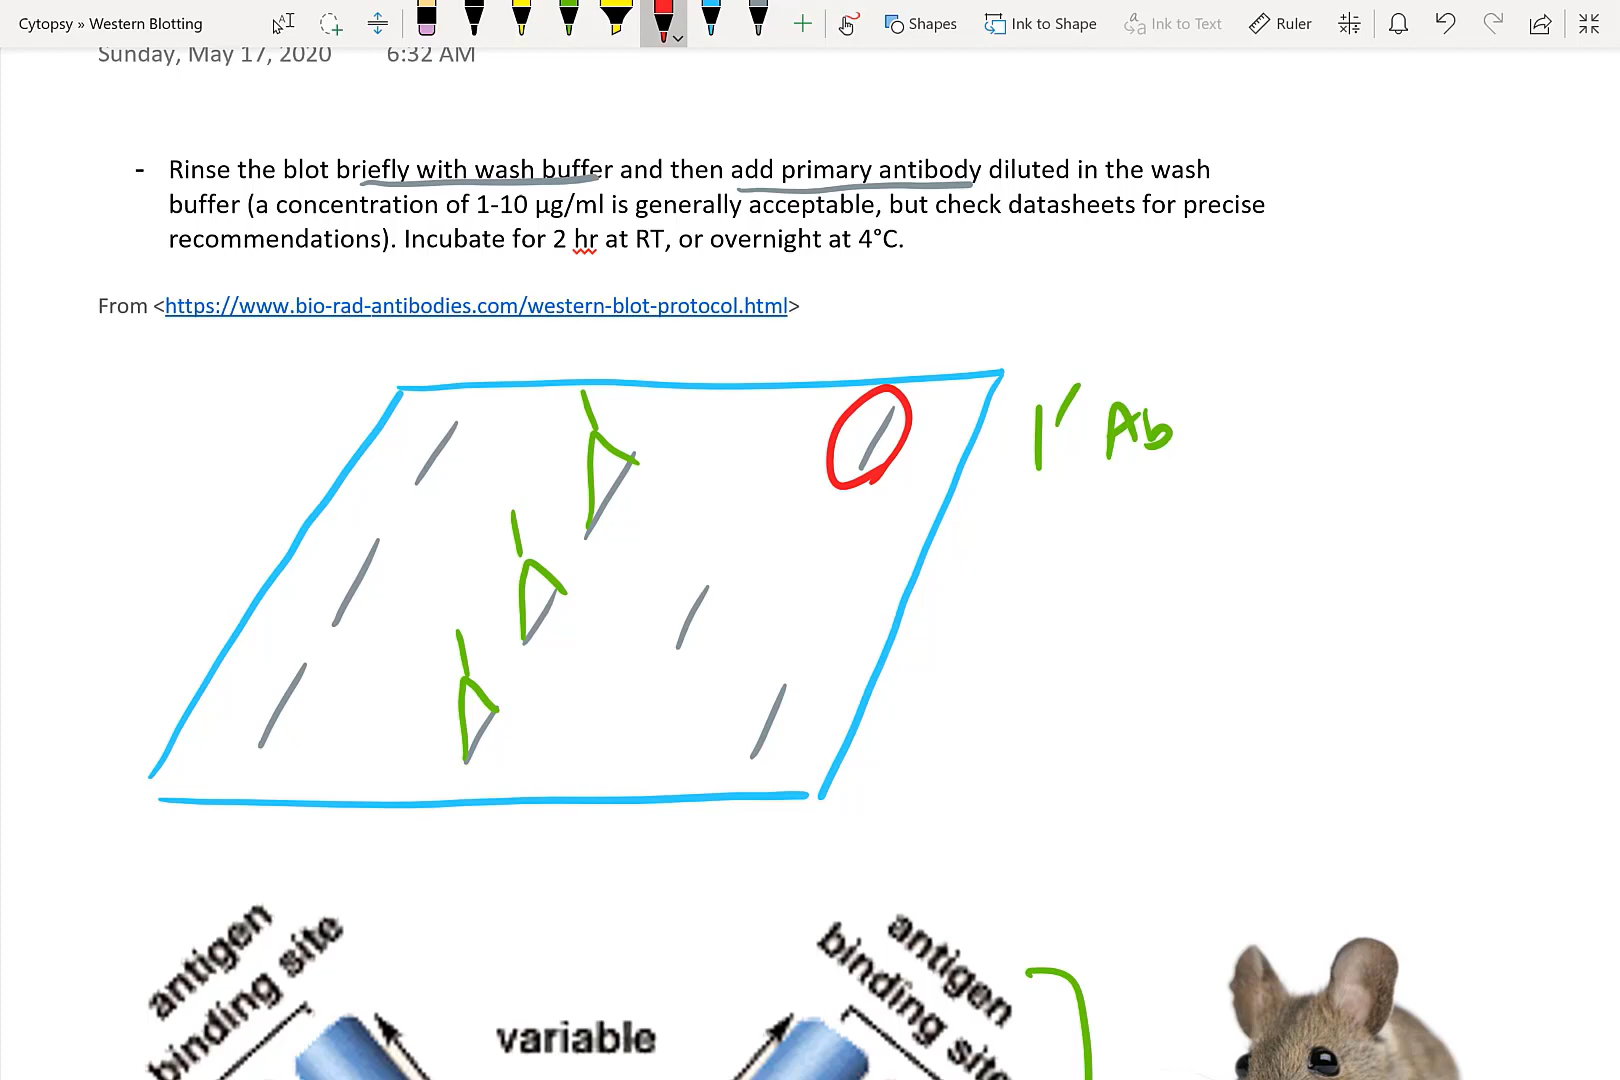 Cytopsy » Western Blotting
Shapes
Ink to Shape
Ink to Text
Ruler
Sunday, May 17, 2020 6:32 AM
- Rinse the blot briefly with wash buffer and then add primary antibody diluted in the wash
buffer (a concentration of 1-10 µg/ml is generally acceptable, but check datasheets for precise
recommendations). Incubate for 2 hr at RT, or overnight at 4°C.
From <https://www.bio-rad-antibodies.com/western-blot-protocol.html>
1' Ab
antigen
binding site
variable
antigen
binding site